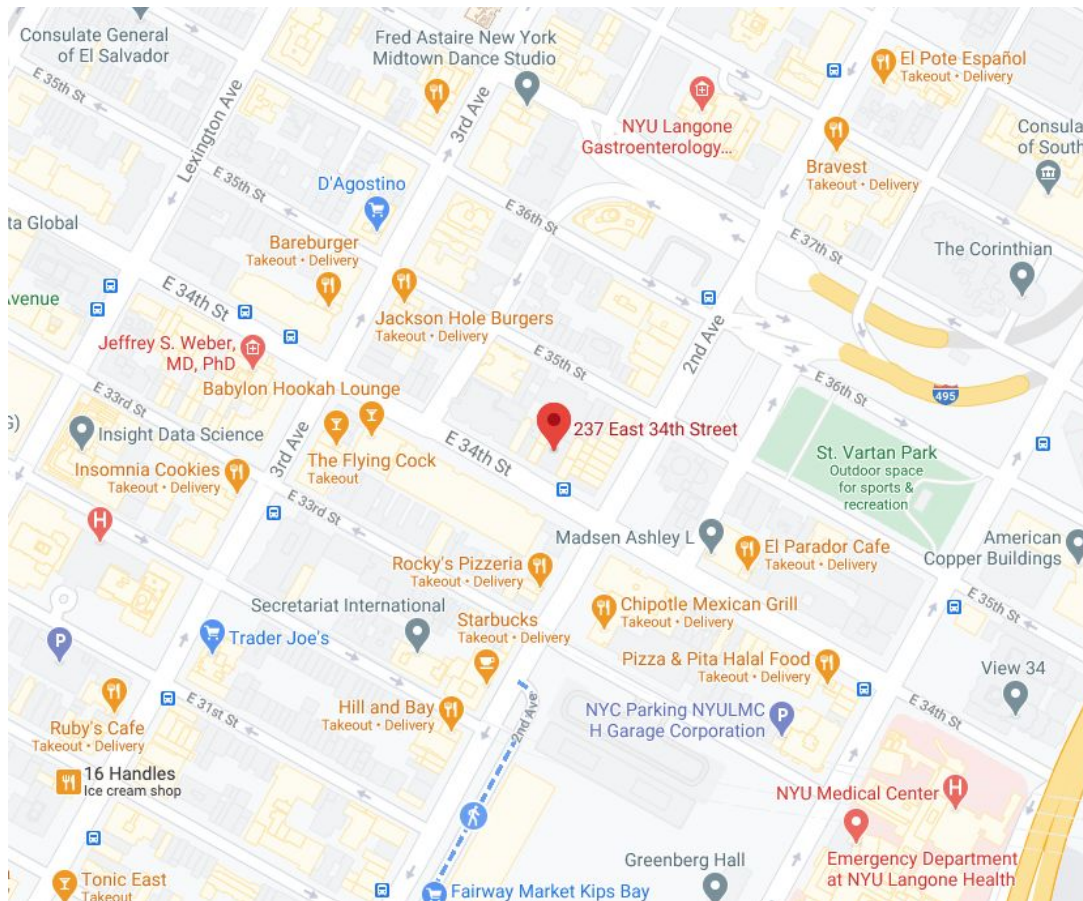 Consulate General
of El Salvador
Fred Astaire New York
Midtown Dance Studio
El Pote Español
Takeout • Delivery
E 35th St
Lexington Ave
3rd Ave
NYU Langone
Gastroenterology...
Consula
of South
Bravest
Takeout • Delivery
D'Agostino
E 35th St
E 36th St
ta Global
Bareburger
Takeout • Delivery
E 37th St
The Corinthian
Avenue
E 34th St
Jackson Hole Burgers
Takeout • Delivery
Jeffrey S. Weber,
MD, PhD
2nd Ave
E 35th St
E 36th St
495
Babylon Hookah Lounge
E 33rd St
G)
Insight Data Science
237 East 34th Street
3rd Ave
E 34th St
St. Vartan Park
Outdoor space
for sports &
recreation
The Flying Cock
Takeout
Insomnia Cookies
Takeout • Delivery
E 33rd St
H
Madsen Ashley L
El Parador Cafe
Takeout • Delivery
American
Copper Buildings
Rocky's Pizzeria
Takeout • Delivery
E 35th St
Secretariat International
Starbucks
Takeout • Delivery
Chipotle Mexican Grill
Takeout • Delivery
P
Trader Joe's
Pizza & Pita Halal Food
Takeout • Delivery
View 34
E 31st St
Hill and Bay
Takeout • Delivery
2nd Ave
NYC Parking NYULMC
H Garage Corporation
P
E 34th St
Ruby's Cafe
Takeout • Delivery
16 Handles
Ice cream shop
NYU Medical Center
H
Greenberg Hall
Emergency Department
at NYU Langone Health
Tonic East
Takeout
Fairway Market Kips Bay